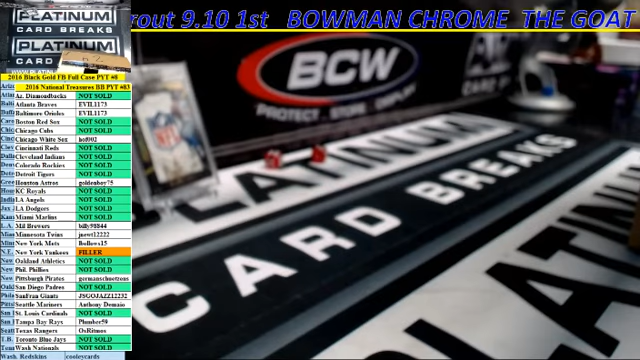 rout 9.10 1st BOWMAN CHROME THE GOAT
PLATINUM
CARD BREAKS
PLATINUM
CARD BREAKS
2016 Black Gold FB Full Case PYT #8
2016 National Treasures BB PYT #83
Az. Diamondbacks NOT SOLD
Atlanta Braves EVIL1173
Baltimore Orioles EVIL1173
Boston Red Sox NOT SOLD
Chicago Cubs NOT SOLD
Chicago White Sox
Cincinnati Reds NOT SOLD
Cleveland Indians NOT SOLD
Colorado Rockies NOT SOLD
Detroit Tigers NOT SOLD
Houston Astros goldenboy75
KC Royals NOT SOLD
LA Angels NOT SOLD
LA Dodgers NOT SOLD
Miami Marlins NOT SOLD
Mil Brewers billy98844
Minnesota Twins
New York Mets
New York Yankees FILLER
Oakland Athletics NOT SOLD
Phil. Phillies NOT SOLD
Pittsburgh Pirates
San Diego Padres NOT SOLD
SanFran Giants JSGOJAZZ12232
Seattle Mariners Anthony Demaio
St. Louis Cardinals NOT SOLD
Tampa Bay Rays Plumber59
Texas Rangers OsRitmos
Toronto Blue Jays NOT SOLD
Wash Nationals NOT SOLD
Wash. Redskins cooleycards
BCW
PROTECT. STORE. DISPLAY.
NFL
PLATINUM
CARD BREAKS
PLATINUM